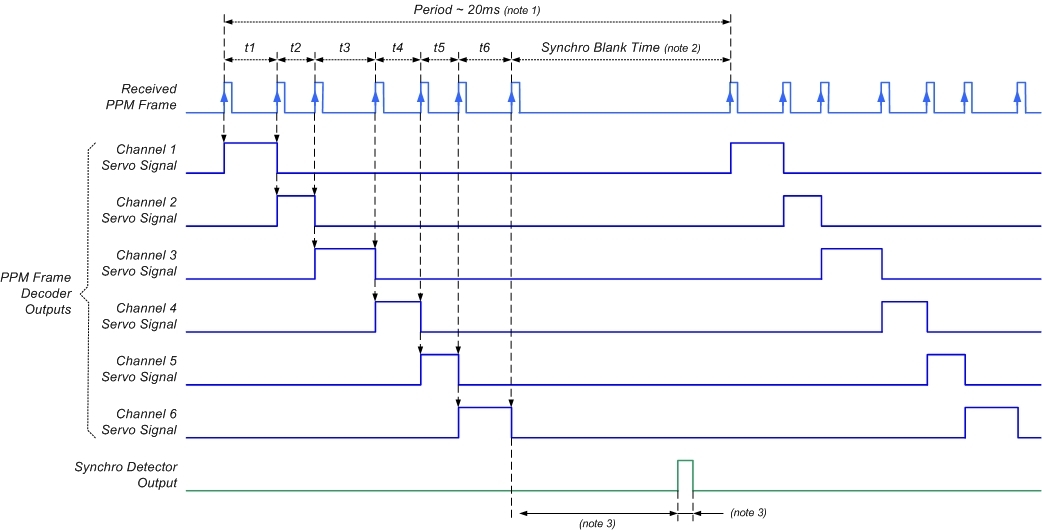 Period ~ 20ms (note 1)
t1 t2 t3 t4 t5 t6 Synchro Blank Time (note 2)
Received
PPM Frame
Channel 1
Servo Signal
Channel 2
Servo Signal
Channel 3
Servo Signal
PPM Frame
Decoder
Outputs
Channel 4
Servo Signal
Channel 5
Servo Signal
Channel 6
Servo Signal
Synchro Detector
Output
(note 3)
(note 3)